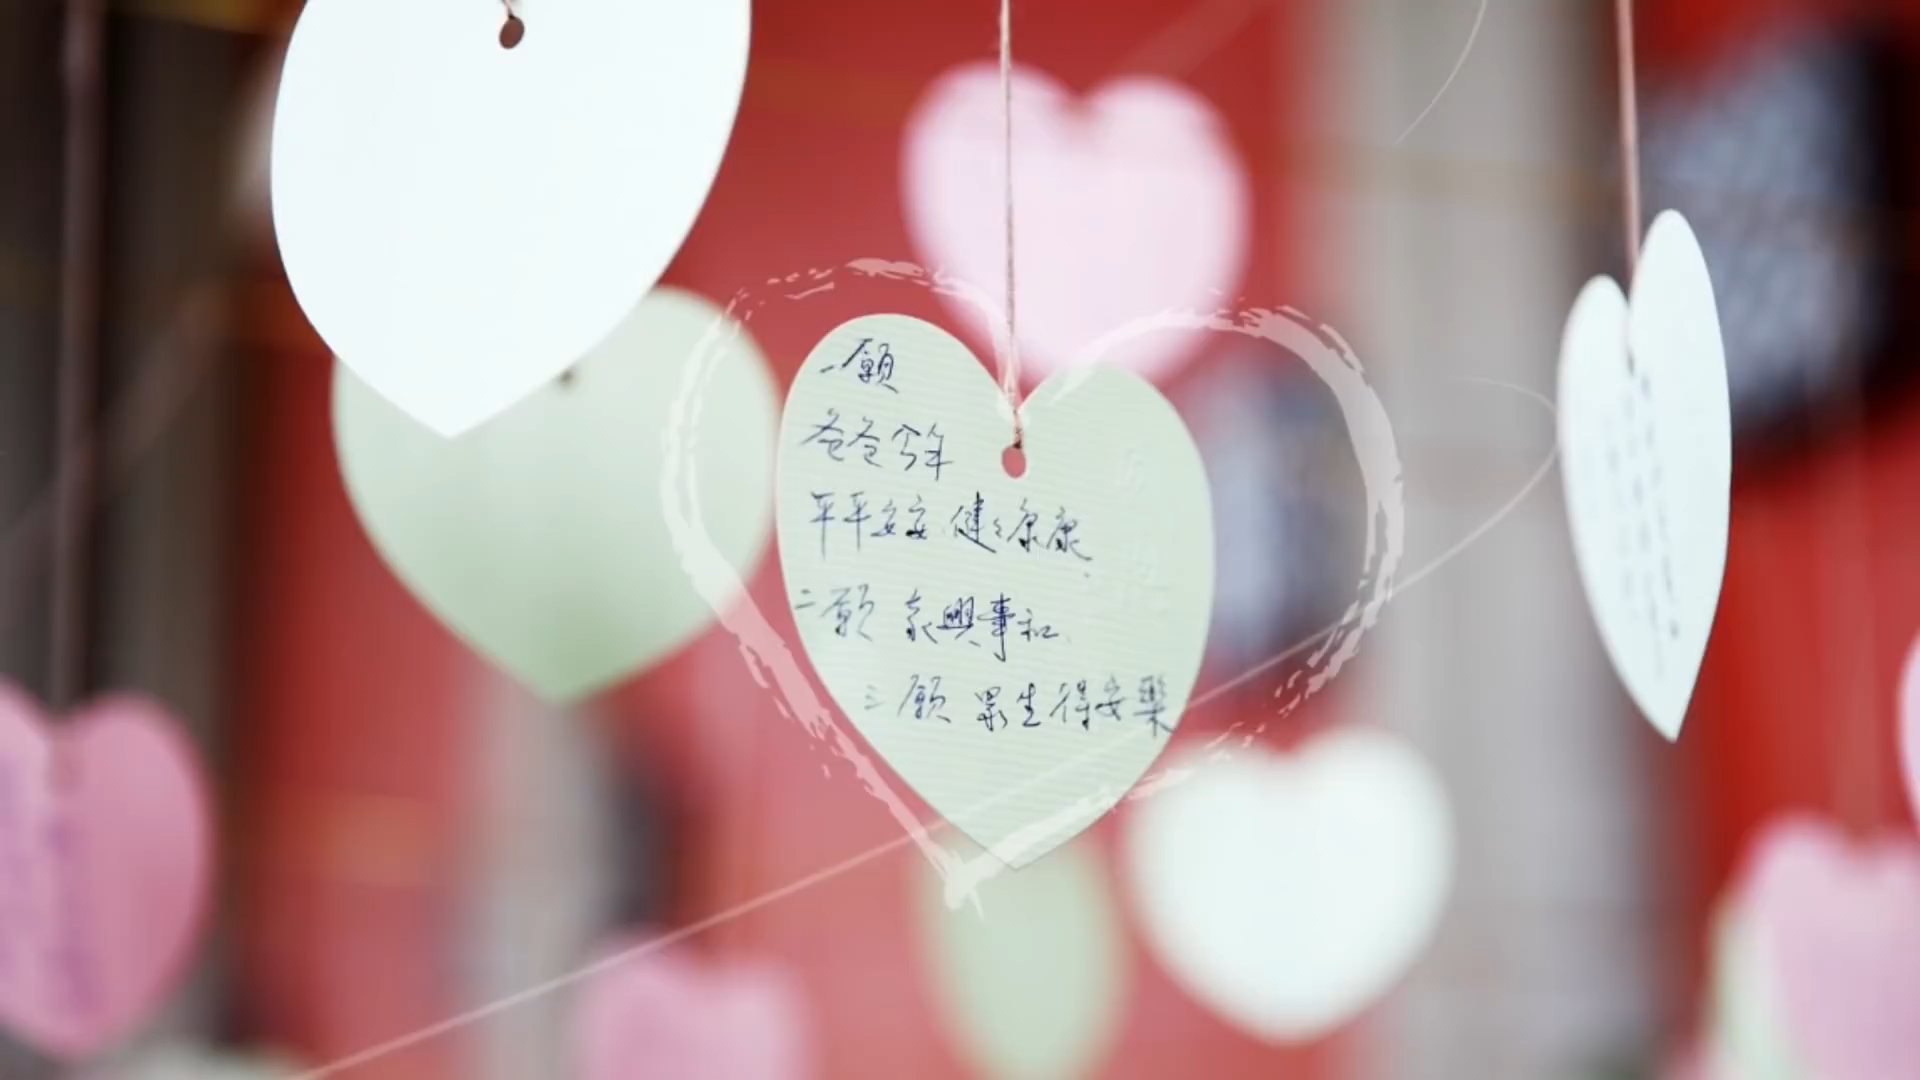 一願
爸爸今年
平平安安 健々康康
二願 家興事和
三願 眾生得安樂